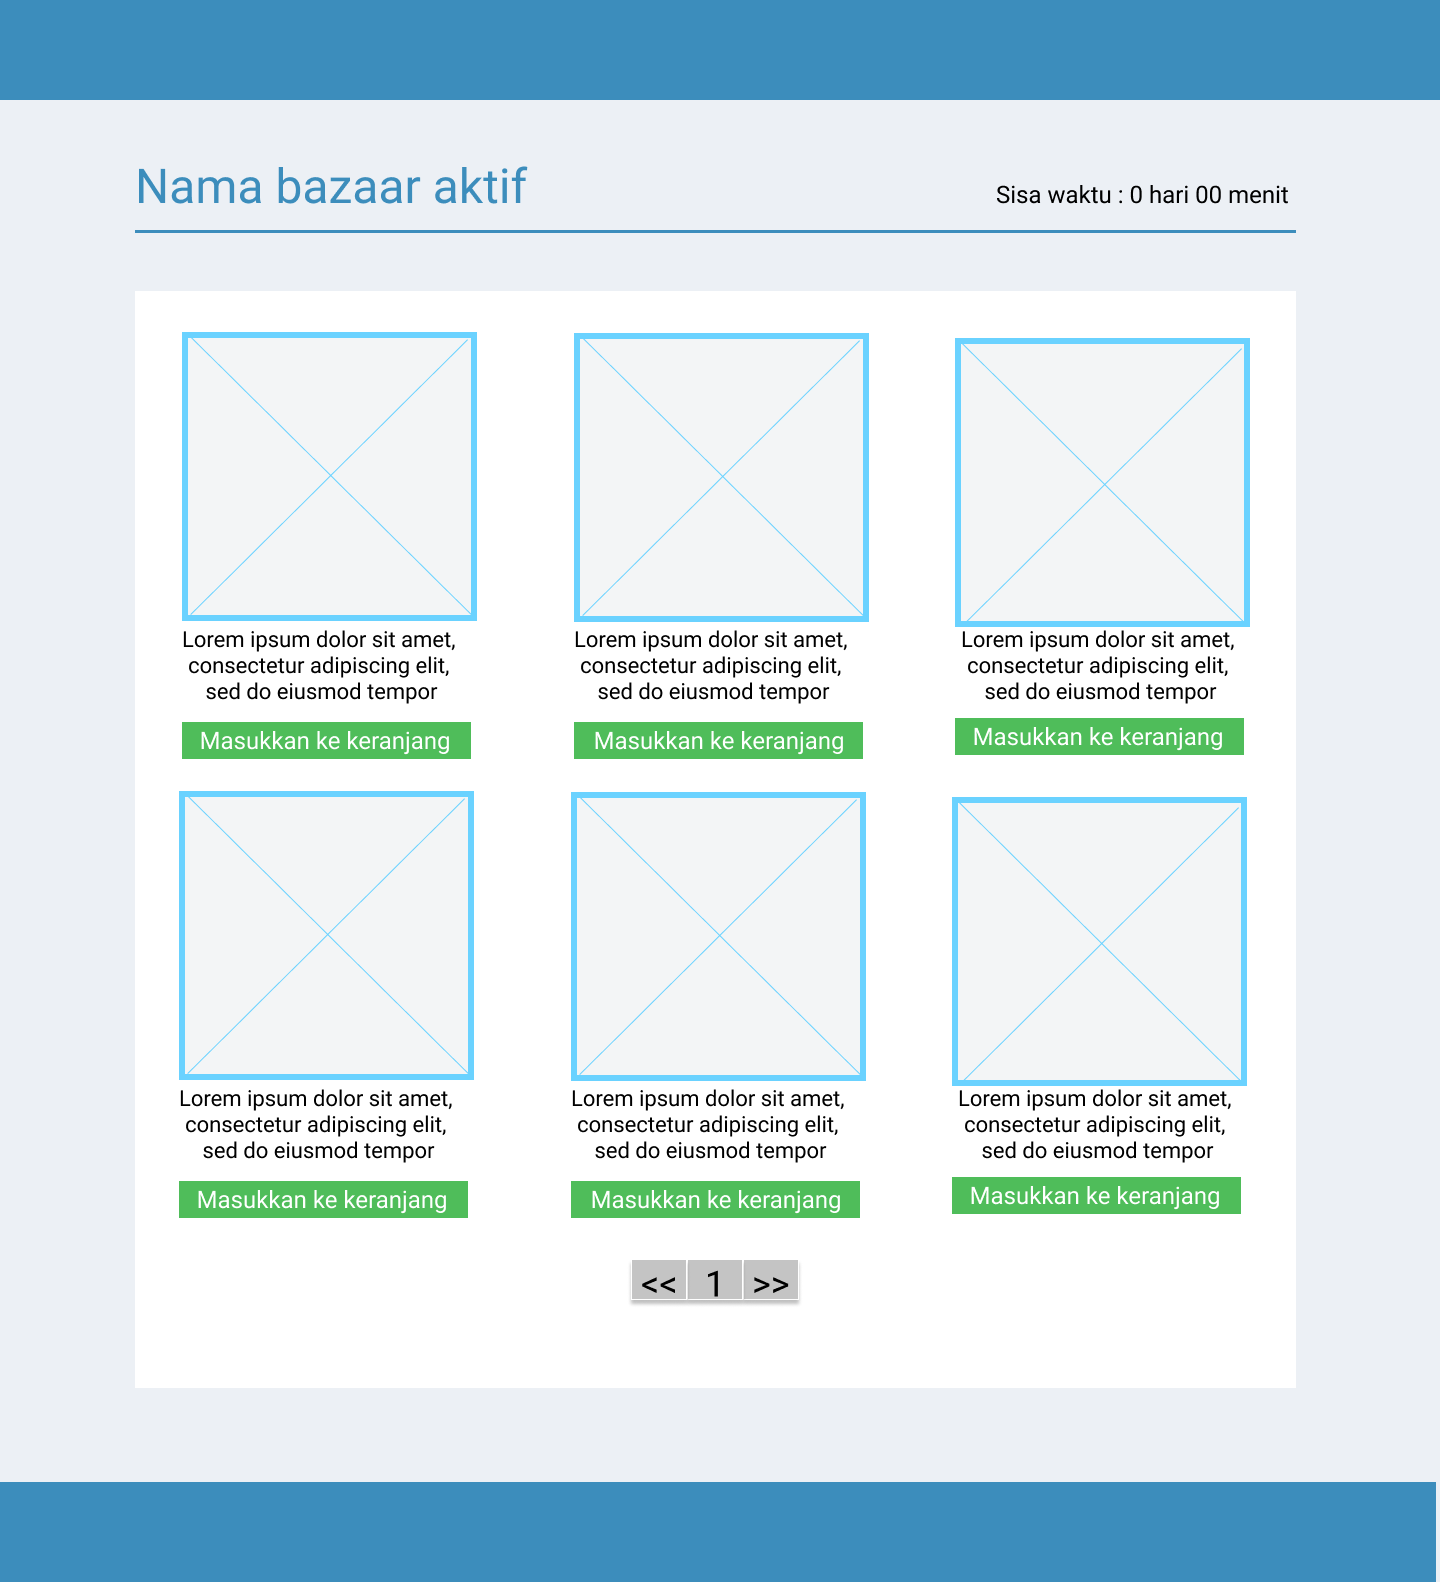 Nama bazaar aktif
Sisa waktu : 0 hari 00 menit
Lorem ipsum dolor sit amet,
consectetur adipiscing elit,
sed do eiusmod tempor
Masukkan ke keranjang
Lorem ipsum dolor sit amet,
consectetur adipiscing elit,
sed do eiusmod tempor
Masukkan ke keranjang
Lorem ipsum dolor sit amet,
consectetur adipiscing elit,
sed do eiusmod tempor
Masukkan ke keranjang
Lorem ipsum dolor sit amet,
consectetur adipiscing elit,
sed do eiusmod tempor
Masukkan ke keranjang
Lorem ipsum dolor sit amet,
consectetur adipiscing elit,
sed do eiusmod tempor
Masukkan ke keranjang
Lorem ipsum dolor sit amet,
consectetur adipiscing elit,
sed do eiusmod tempor
Masukkan ke keranjang
<< 1 >>